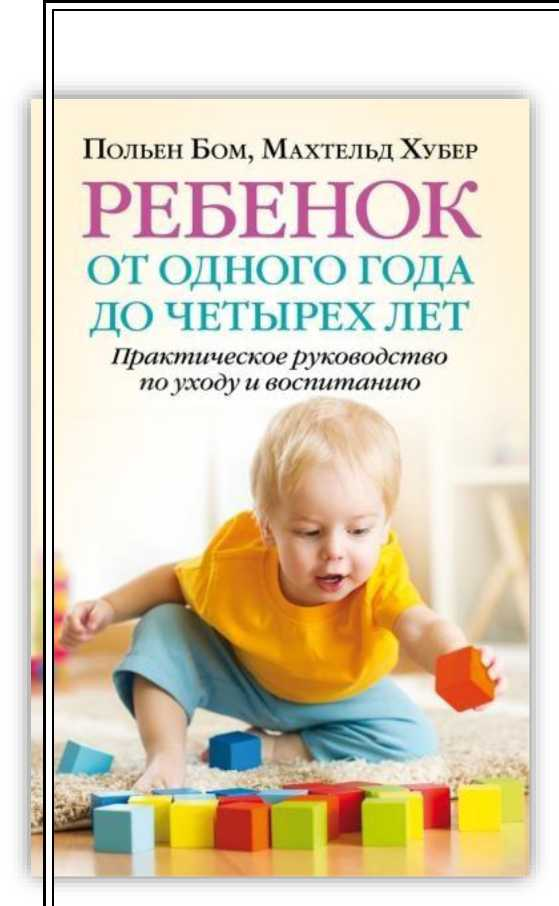 Польен Бом, Махтельд Хубер
РЕБЕНОК
ОТ ОДНОГО ГОДА
ДО ЧЕТЫРЕХ ЛЕТ
Практическое руководство
по уходу и воспитанию